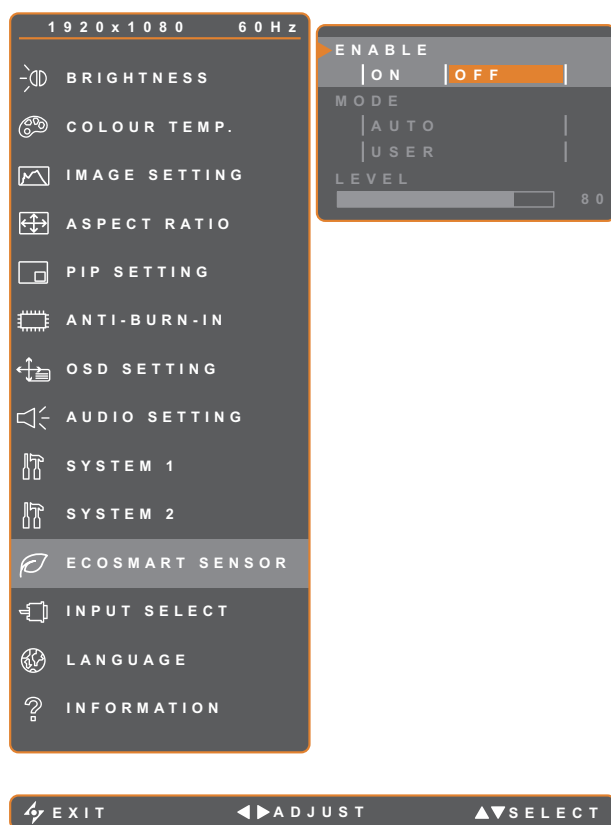 1920x1080 60Hz
BRIGHTNESS
COLOUR TEMP.
IMAGE SETTING
ASPECT RATIO
PIP SETTING
ANTI-BURN-IN
OSD SETTING
AUDIO SETTING
SYSTEM 1
SYSTEM 2
ECOSMART SENSOR
INPUT SELECT
LANGUAGE
INFORMATION
ENABLE
ON OFF
MODE
AUTO
USER
LEVEL
80
EXIT ADJUST SELECT